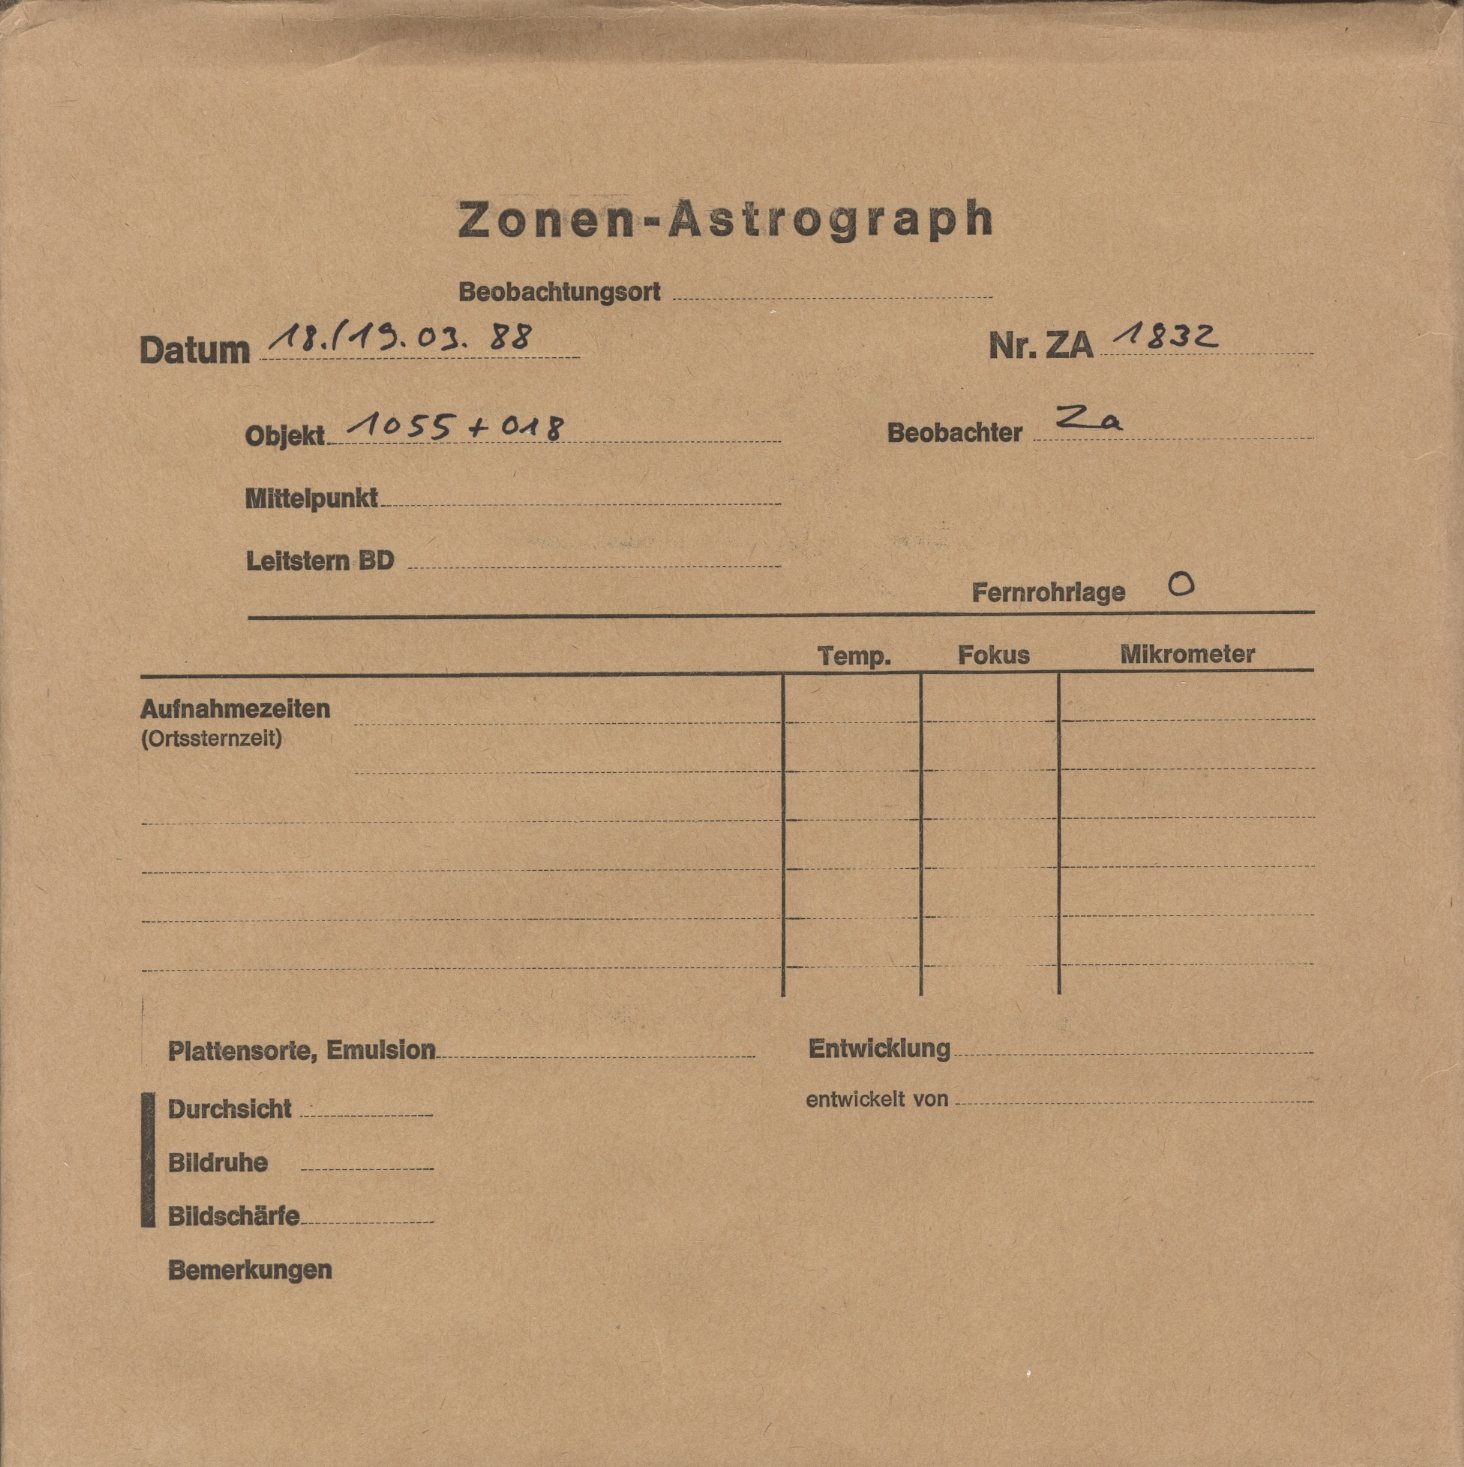 Zonen-Astrograph
Beobachtungsort
Datum 18./19.03.88 Nr. ZA 1832
Objekt 1055+018 Beobachter Za
Mittelpunkt
Leitstern BD
Fernrohrlage O
Temp. Fokus Mikrometer
Aufnahmezeiten
(Ortssternzeit)
Plattensorte, Emulsion Entwicklung
Durchsicht entwickelt von
Bildruhe
Bildschärfe
Bemerkungen